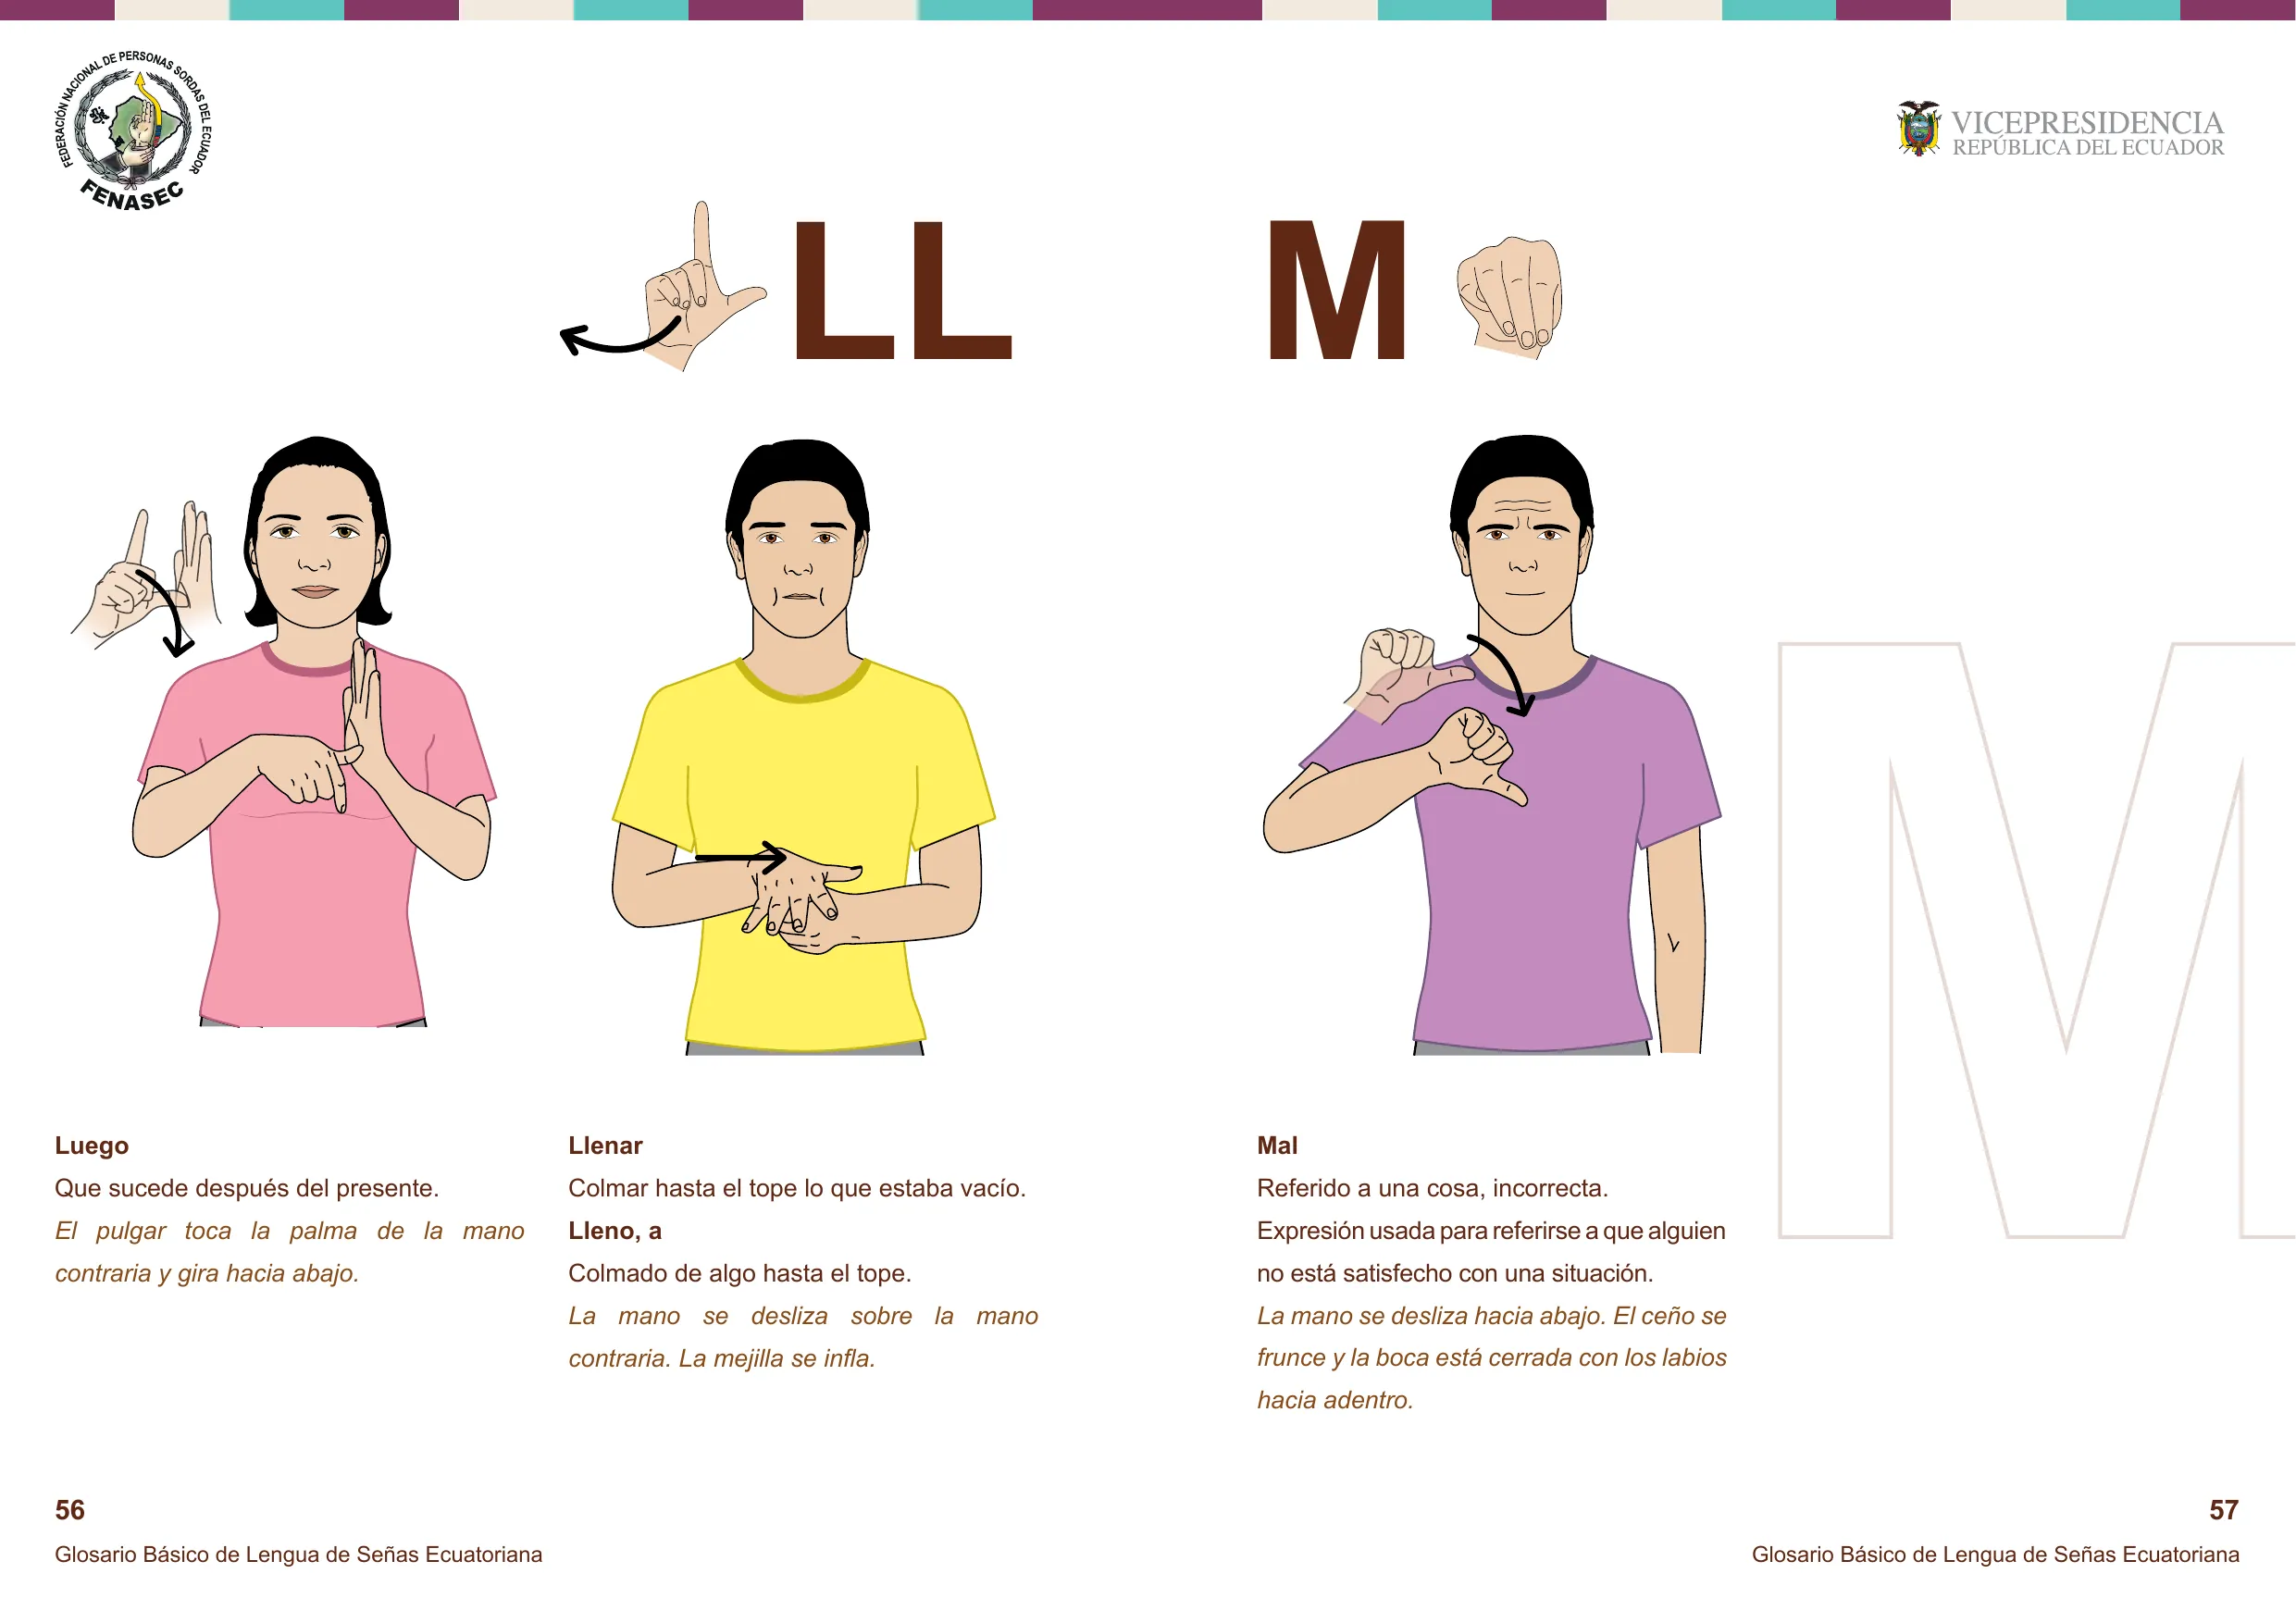 FEDERACIÓN NACIONAL DE PERSONAS SORDAS DEL ECUADOR
FENASEC
VICEPRESIDENCIA
REPÚBLICA DEL ECUADOR
LL
M
M
Luego
Que sucede después del presente.
El pulgar toca la palma de la mano
contraria y gira hacia abajo.
Llenar
Colmar hasta el tope lo que estaba vacío.
Lleno, a
Colmado de algo hasta el tope.
La mano se desliza sobre la mano
contraria. La mejilla se infla.
Mal
Referido a una cosa, incorrecta.
Expresión usada para referirse a que alguien
no está satisfecho con una situación.
La mano se desliza hacia abajo. El ceño se
frunce y la boca está cerrada con los labios
hacia adentro.
56
Glosario Básico de Lengua de Señas Ecuatoriana
57
Glosario Básico de Lengua de Señas Ecuatoriana